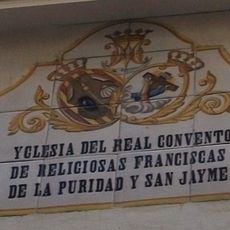 YGLESIA DEL REAL CONVENTO
DE RELIGIOSAS FRANCISCAS
DE LA PURIDAD Y SAN JAYME